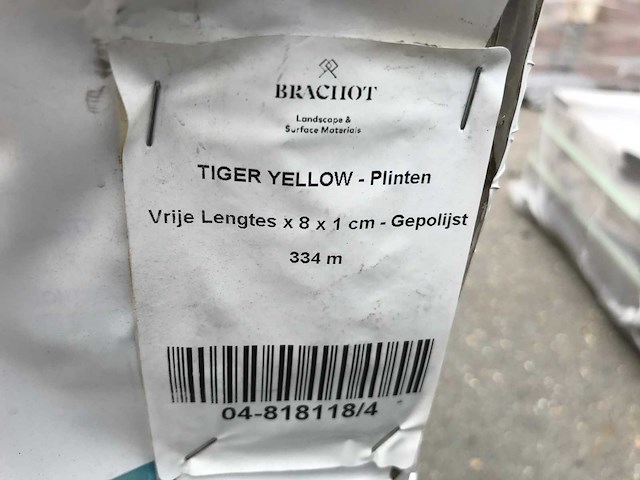 BRACHOT
Landscape &
Surface Materials
TIGER YELLOW - Plinten
Vrije Lengtes x 8 x 1 cm - Gepolijst
334 m
04-818118/4